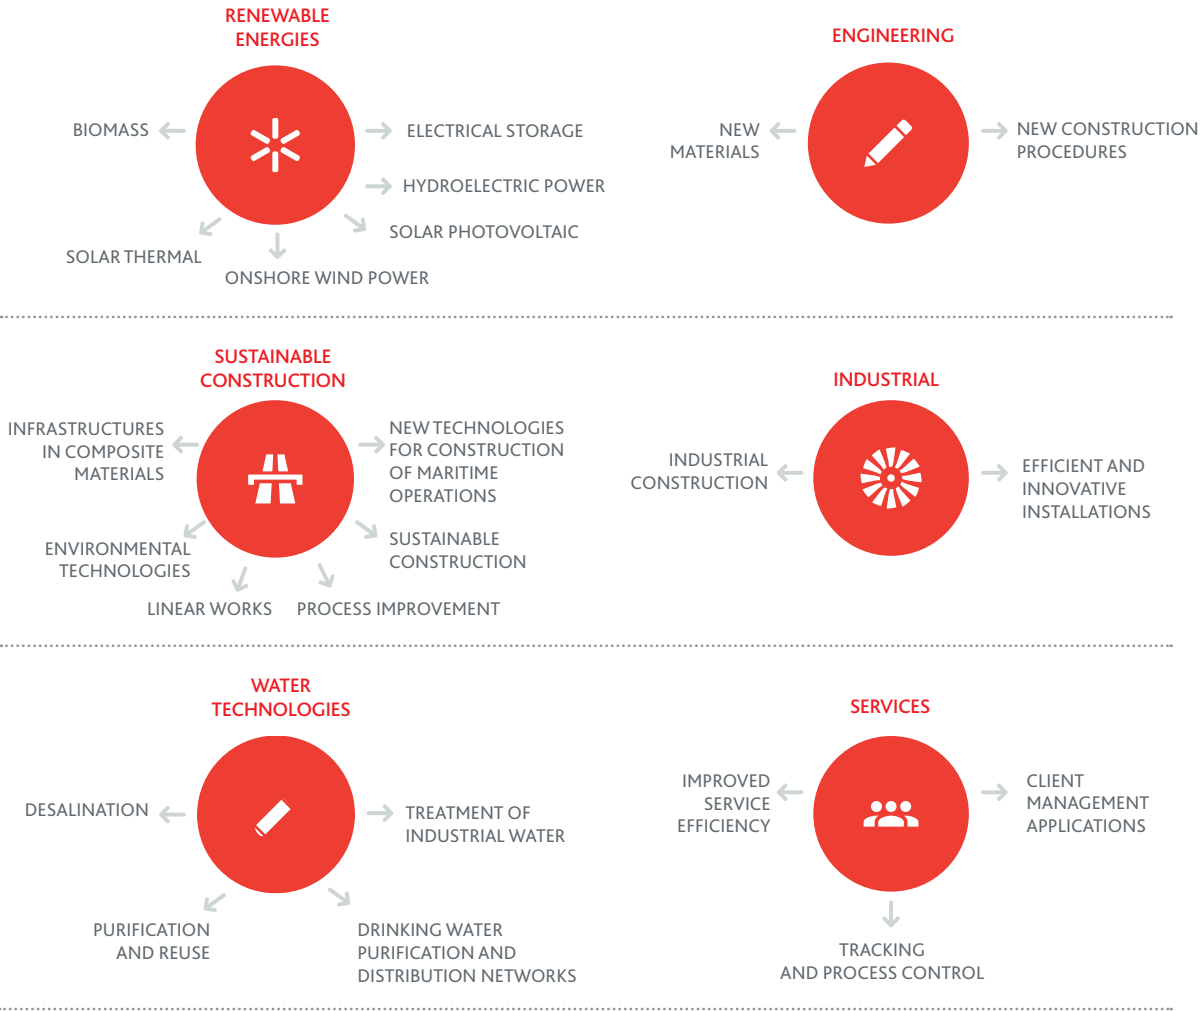 RENEWABLE
ENERGIES
BIOMASS
ELECTRICAL STORAGE
HYDROELECTRIC POWER
SOLAR PHOTOVOLTAIC
SOLAR THERMAL
ONSHORE WIND POWER
ENGINEERING
NEW
MATERIALS
NEW CONSTRUCTION
PROCEDURES
SUSTAINABLE
CONSTRUCTION
INFRASTRUCTURES
IN COMPOSITE
MATERIALS
NEW TECHNOLOGIES
FOR CONSTRUCTION
OF MARITIME
OPERATIONS
ENVIRONMENTAL
TECHNOLOGIES
SUSTAINABLE
CONSTRUCTION
LINEAR WORKS
PROCESS IMPROVEMENT
INDUSTRIAL
INDUSTRIAL
CONSTRUCTION
EFFICIENT AND
INNOVATIVE
INSTALLATIONS
WATER
TECHNOLOGIES
DESALINATION
TREATMENT OF
INDUSTRIAL WATER
PURIFICATION
AND REUSE
DRINKING WATER
PURIFICATION AND
DISTRIBUTION NETWORKS
SERVICES
IMPROVED
SERVICE
EFFICIENCY
CLIENT
MANAGEMENT
APPLICATIONS
TRACKING
AND PROCESS CONTROL